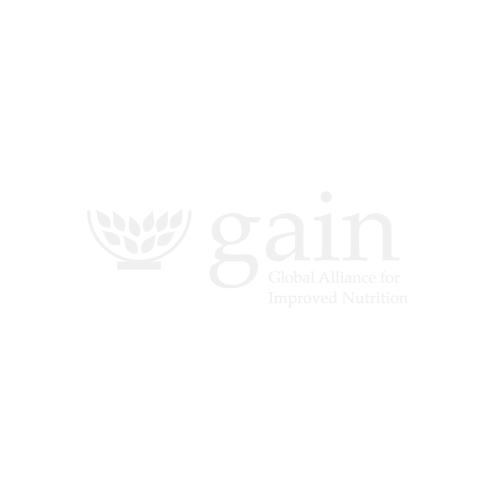 gain
Global Alliance for
Improved Nutrition